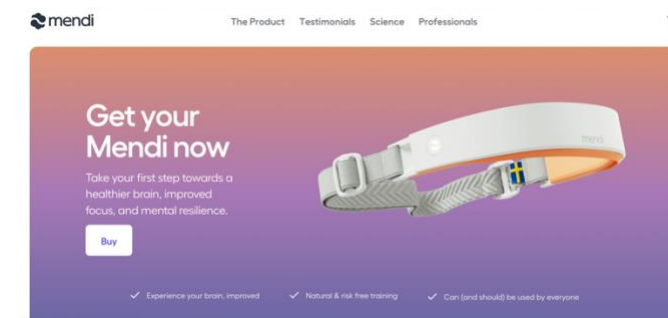 mendi
The Product Testimonials Science Professionals
Get your
Mendi now
Take your first step towards a
healthier brain, improved
focus, and mental resilience.
mendi
Buy
Experience your brain, improved Natural & risk free training Can (and should) be used by everyone